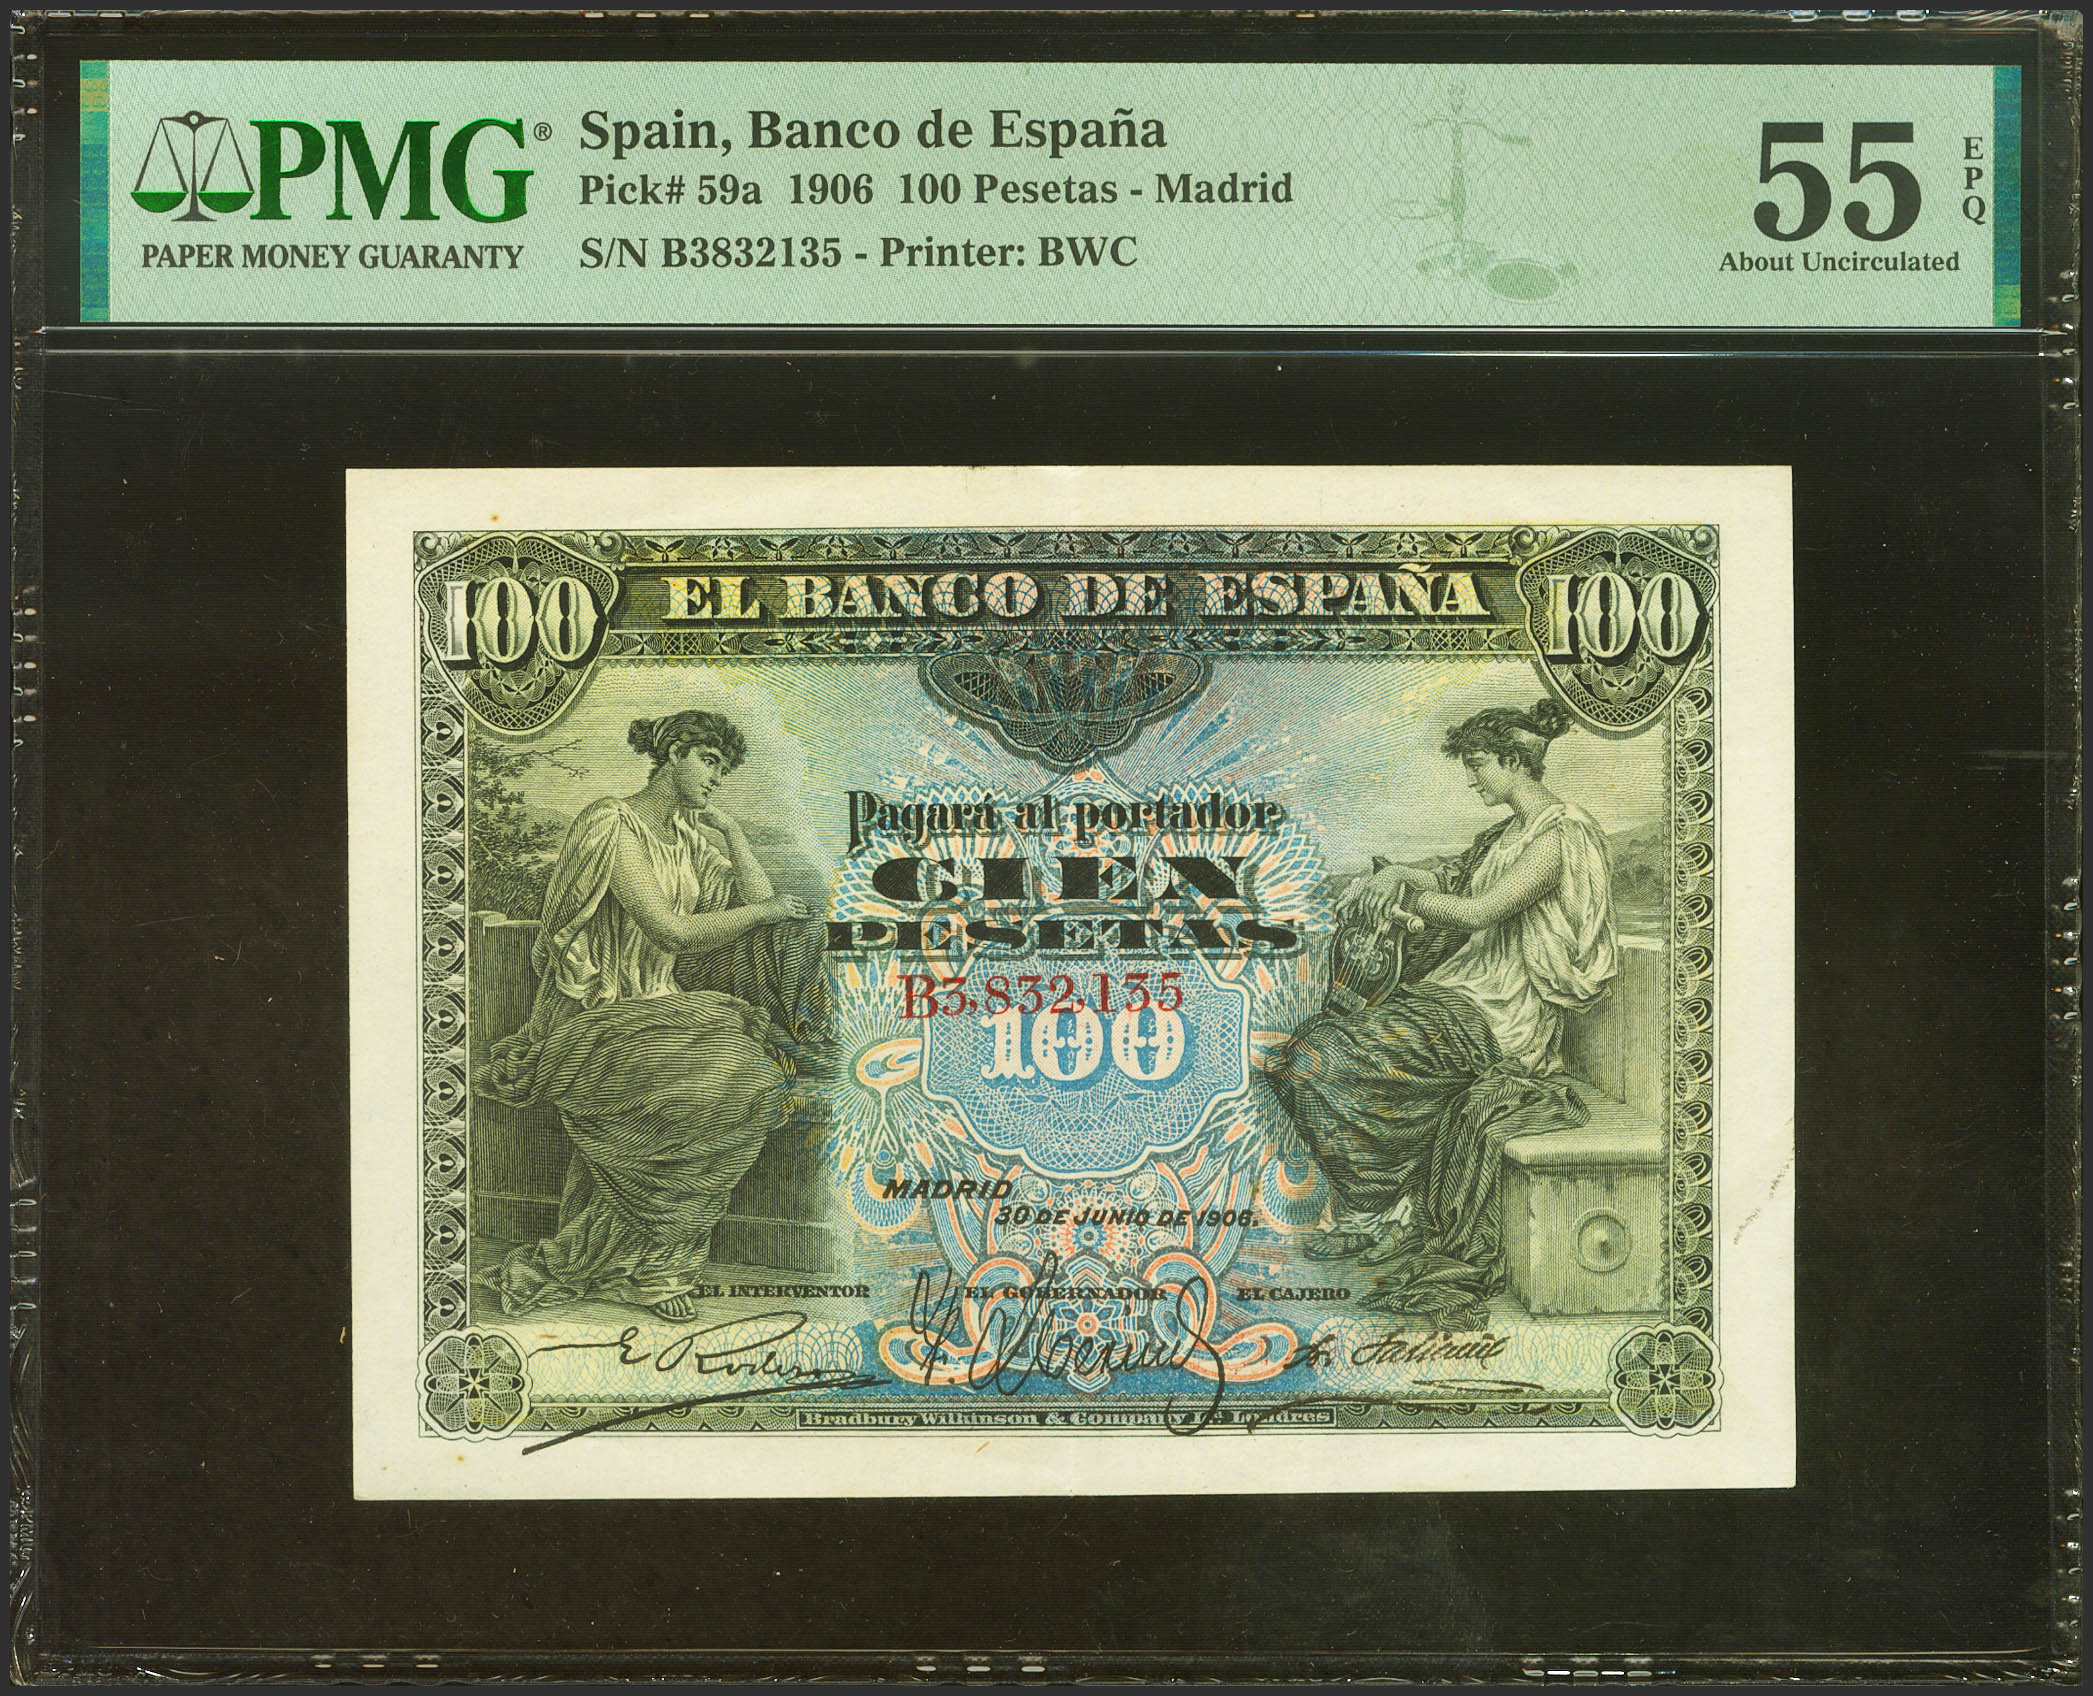 PMG®
PAPER MONEY GUARANTY
Spain, Banco de España
Pick# 59a 1906 100 Pesetas - Madrid
S/N B3832135 - Printer: BWC
55
EPQ
About Uncirculated
100
EL BANCO DE ESPAÑA
100
Pagará al portador
CIEN
PESETAS
B3,832,135
100
MADRID
30 DE JUNIO DE 1906.
EL INTERVENTOR
EL GOBERNADOR
EL CAJERO
Bradbury Wilkinson & Company Ld. Londres